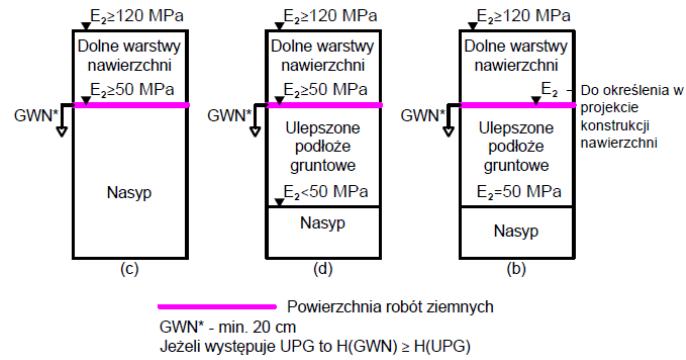 E₂≥120 MPa
Dolne warstwy
nawierzchni
E₂≥50 MPa
GWN*
Nasyp
(c)
E₂≥120 MPa
Dolne warstwy
nawierzchni
E₂≥50 MPa
GWN*
Ulepszone
podłoże
gruntowe
E₂<50 MPa
Nasyp
(d)
E₂≥120 MPa
Dolne warstwy
nawierzchni
E₂ – Do określenia w
projekcie
konstrukcji
nawierzchni
GWN*
Ulepszone
podłoże
gruntowe
E₂=50 MPa
Nasyp
(b)
Powierzchnia robót ziemnych
GWN* - min. 20 cm
Jeżeli występuje UPG to H(GWN) ≥ H(UPG)